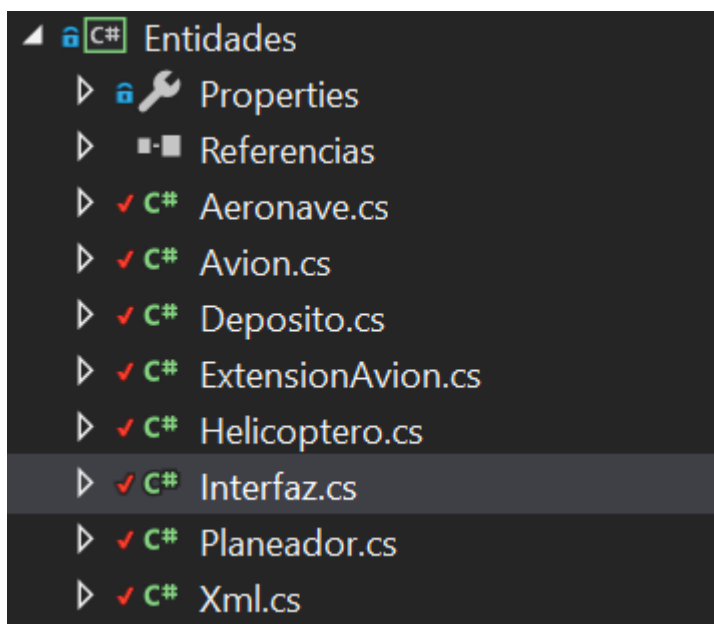 C# Entidades
Properties
Referencias
C# Aeronave.cs
C# Avion.cs
C# Deposito.cs
C# ExtensionAvion.cs
C# Helicoptero.cs
C# Interfaz.cs
C# Planeador.cs
C# Xml.cs